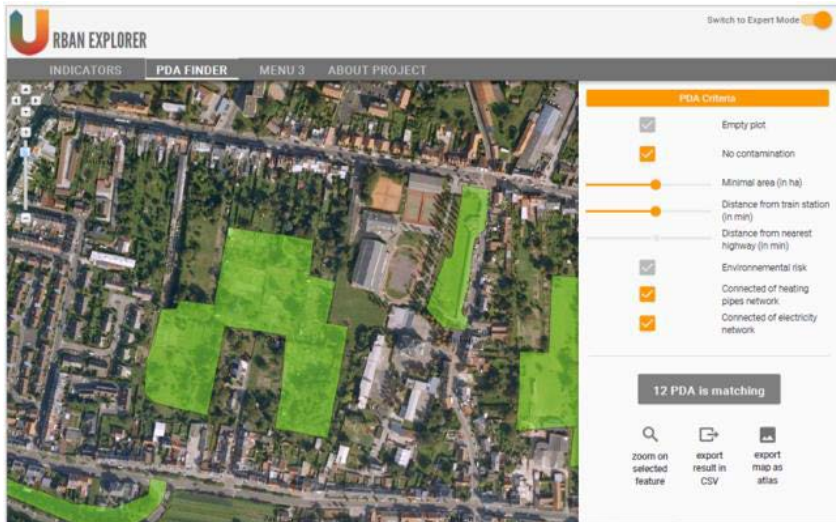 Switch to Expert Mode
URBAN EXPLORER
INDICATORS PDA FINDER MENU 3 ABOUT PROJECT
PDA Criteria
Empty plot
No contamination
Minimal area (in ha)
Distance from train station
(in min)
Distance from nearest
highway (in min)
Environnemental risk
Connected of heating
pipes network
Connected of electricity
network
12 PDA is matching
zoom on
selected
feature
export
result in
CSV
export
map as
atlas